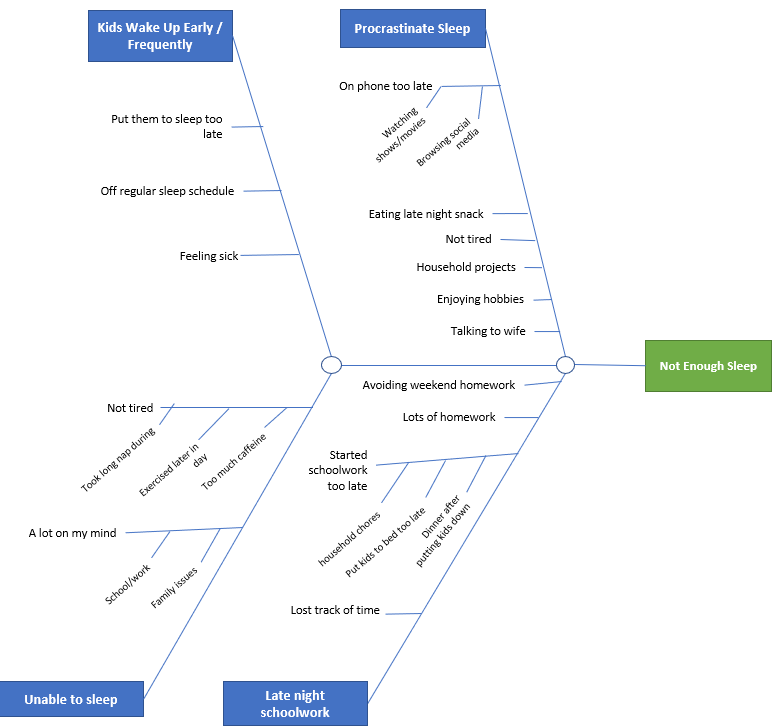 Kids Wake Up Early /
Frequently
Procrastinate Sleep
Put them to sleep too
late
Off regular sleep schedule
Feeling sick
On phone too late
Watching
shows/movies
Browsing social
media
Eating late night snack
Not tired
Household projects
Enjoying hobbies
Talking to wife
Not Enough Sleep
Not tired
Took long nap during
Exercised later in
day
Too much caffeine
A lot on my mind
School/work
Family issues
Avoiding weekend homework
Lots of homework
Started
schoolwork
too late
household chores
Put kids to bed too late
Dinner after
putting kids down
Lost track of time
Unable to sleep
Late night
schoolwork